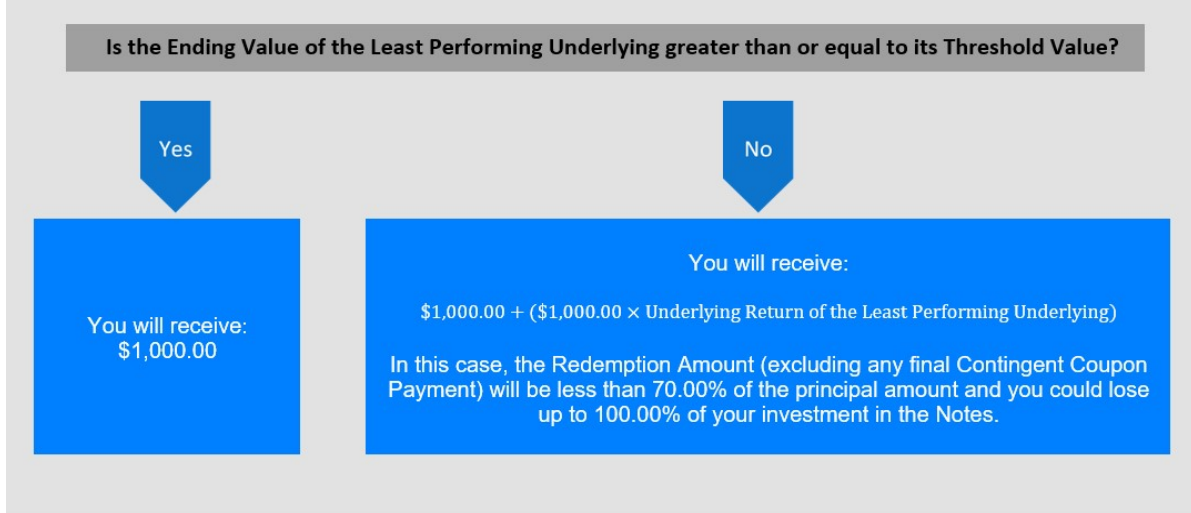 Is the Ending Value of the Least Performing Underlying greater than or equal to its Threshold Value?
Yes
No
You will receive:
$1,000.00
You will receive:
$1,000.00 + ($1,000.00 × Underlying Return of the Least Performing Underlying)
In this case, the Redemption Amount (excluding any final Contingent Coupon
Payment) will be less than 70.00% of the principal amount and you could lose
up to 100.00% of your investment in the Notes.